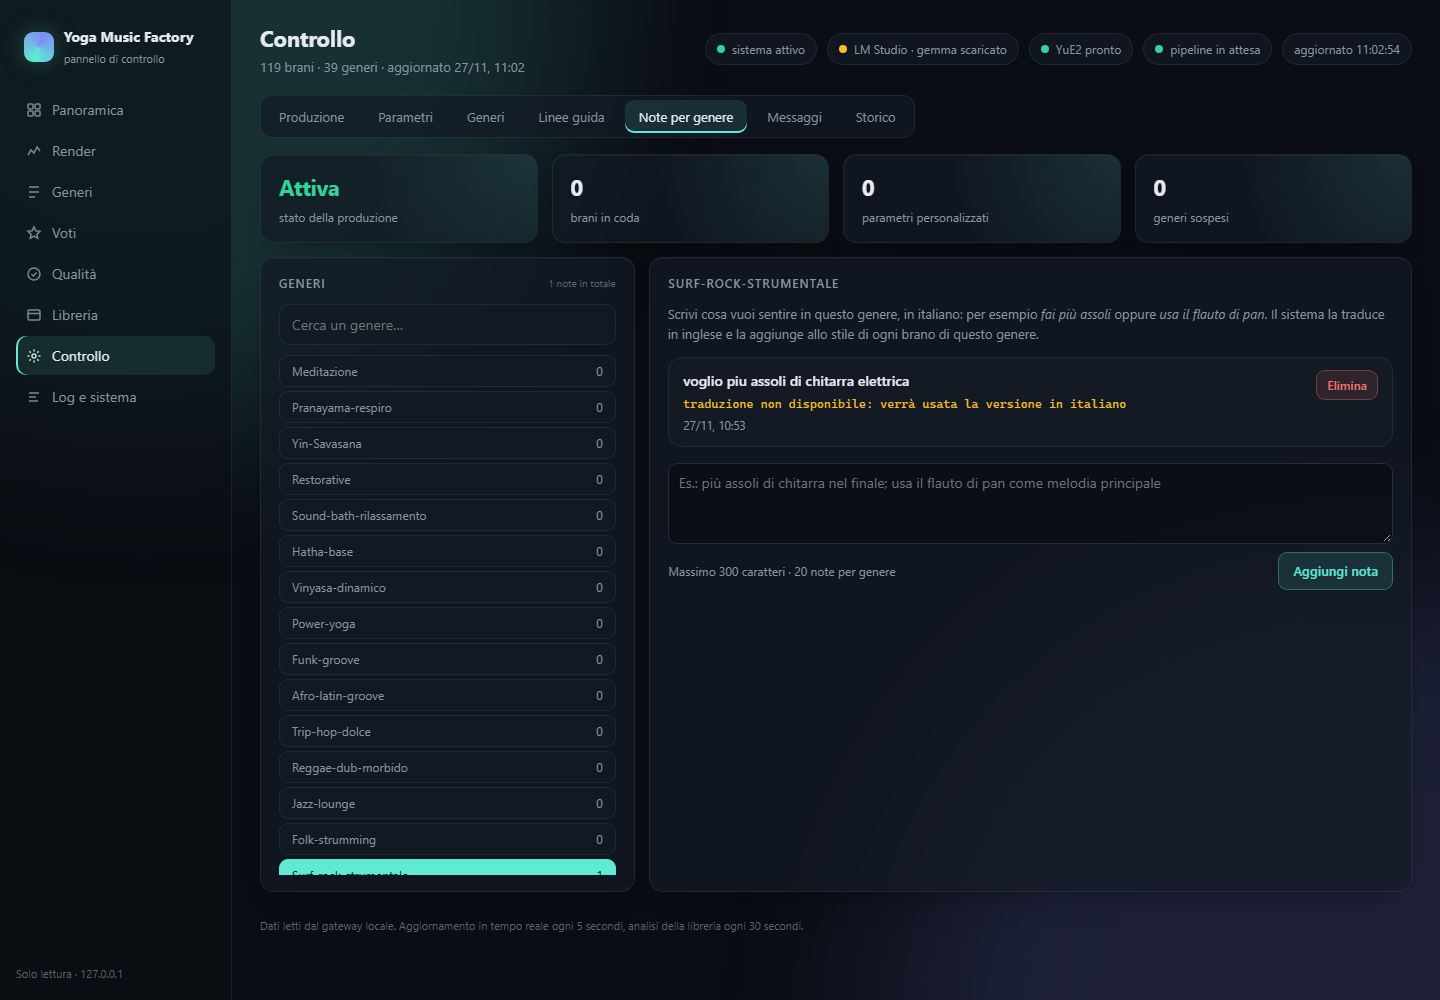 Yoga Music Factory
pannello di controllo
Panoramica
Render
Generi
Voti
Qualità
Libreria
Controllo
Log e sistema
Solo lettura · 127.0.0.1
Controllo
119 brani · 39 generi · aggiornato 27/11, 11:02
sistema attivo
LM Studio · gemma scaricato
YuE2 pronto
pipeline in attesa
aggiornato 11:02:54
Produzione
Parametri
Generi
Linee guida
Note per genere
Messaggi
Storico
Attiva
stato della produzione
0
brani in coda
0
parametri personalizzati
0
generi sospesi
GENERI
1 note in totale
Cerca un genere...
Meditazione 0
Pranayama-respiro 0
Yin-Savasana 0
Restorative 0
Sound-bath-rilassamento 0
Hatha-base 0
Vinyasa-dinamico 0
Power-yoga 0
Funk-groove 0
Afro-latin-groove 0
Trip-hop-dolce 0
Reggae-dub-morbido 0
Jazz-lounge 0
Folk-strumming 0
Surf-rock-strumentale 1
SURF-ROCK-STRUMENTALE
Scrivi cosa vuoi sentire in questo genere, in italiano: per esempio fai più assoli oppure usa il flauto di pan. Il sistema la traduce
in inglese e la aggiunge allo stile di ogni brano di questo genere.
voglio piu assoli di chitarra elettrica
traduzione non disponibile: verrà usata la versione in italiano
27/11, 10:53
Elimina
Es.: più assoli di chitarra nel finale; usa il flauto di pan come melodia principale
Massimo 300 caratteri · 20 note per genere
Aggiungi nota
Dati letti dal gateway locale. Aggiornamento in tempo reale ogni 5 secondi, analisi della libreria ogni 30 secondi.